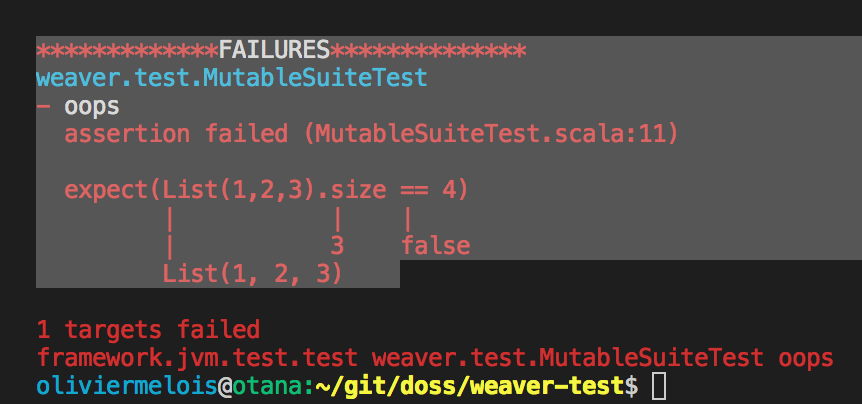 *************FAILURES**************
weaver.test.MutableSuiteTest
- oops
  assertion failed (MutableSuiteTest.scala:11)

  expect(List(1,2,3).size == 4)
         |           |    |
         |           3    false
         List(1, 2, 3)

1 targets failed
framework.jvm.test.test weaver.test.MutableSuiteTest oops
oliviermelois@otana:~/git/doss/weaver-test$